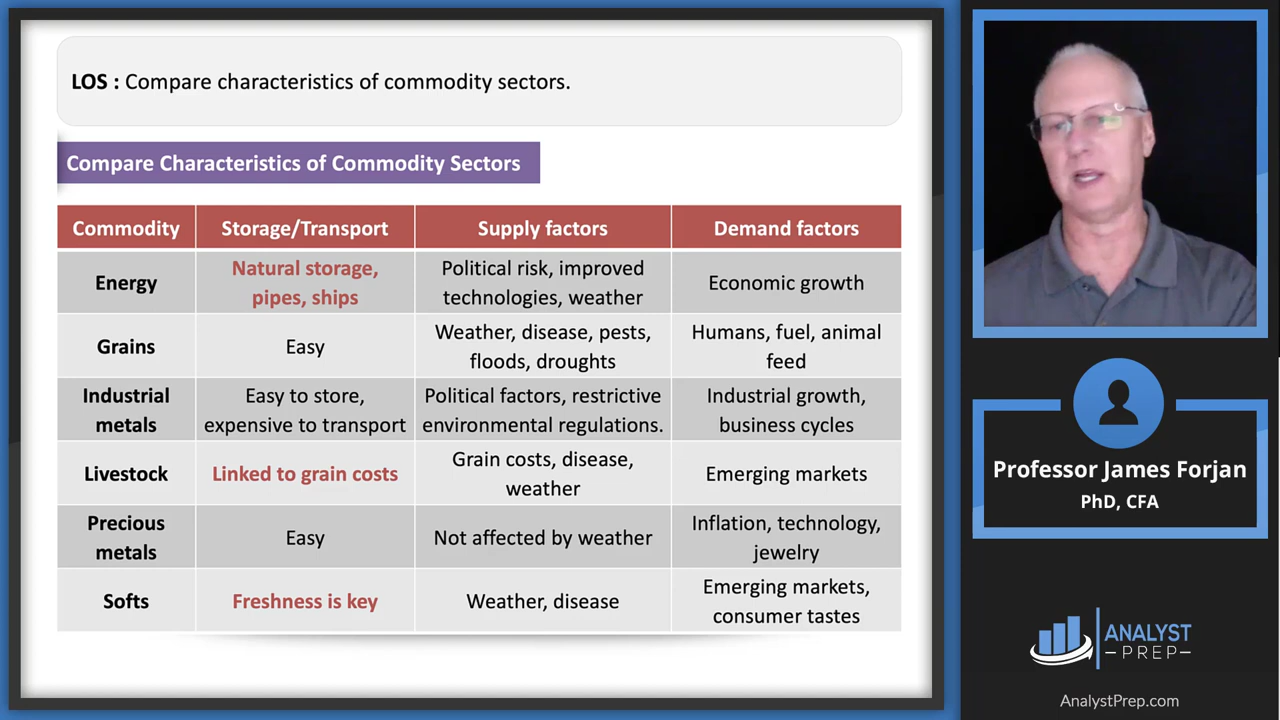 LOS : Compare characteristics of commodity sectors.
Compare Characteristics of Commodity Sectors
Commodity
Storage/Transport
Supply factors
Demand factors
Energy
Natural storage,
pipes, ships
Political risk, improved
technologies, weather
Economic growth
Grains
Easy
Weather, disease, pests,
floods, droughts
Humans, fuel, animal
feed
Industrial
metals
Easy to store,
expensive to transport
Political factors, restrictive
environmental regulations.
Industrial growth,
business cycles
Livestock
Linked to grain costs
Grain costs, disease,
weather
Emerging markets
Precious
metals
Easy
Not affected by weather
Inflation, technology,
jewelry
Softs
Freshness is key
Weather, disease
Emerging markets,
consumer tastes
Professor James Forjan
PhD, CFA
ANALYST
PREP
AnalystPrep.com